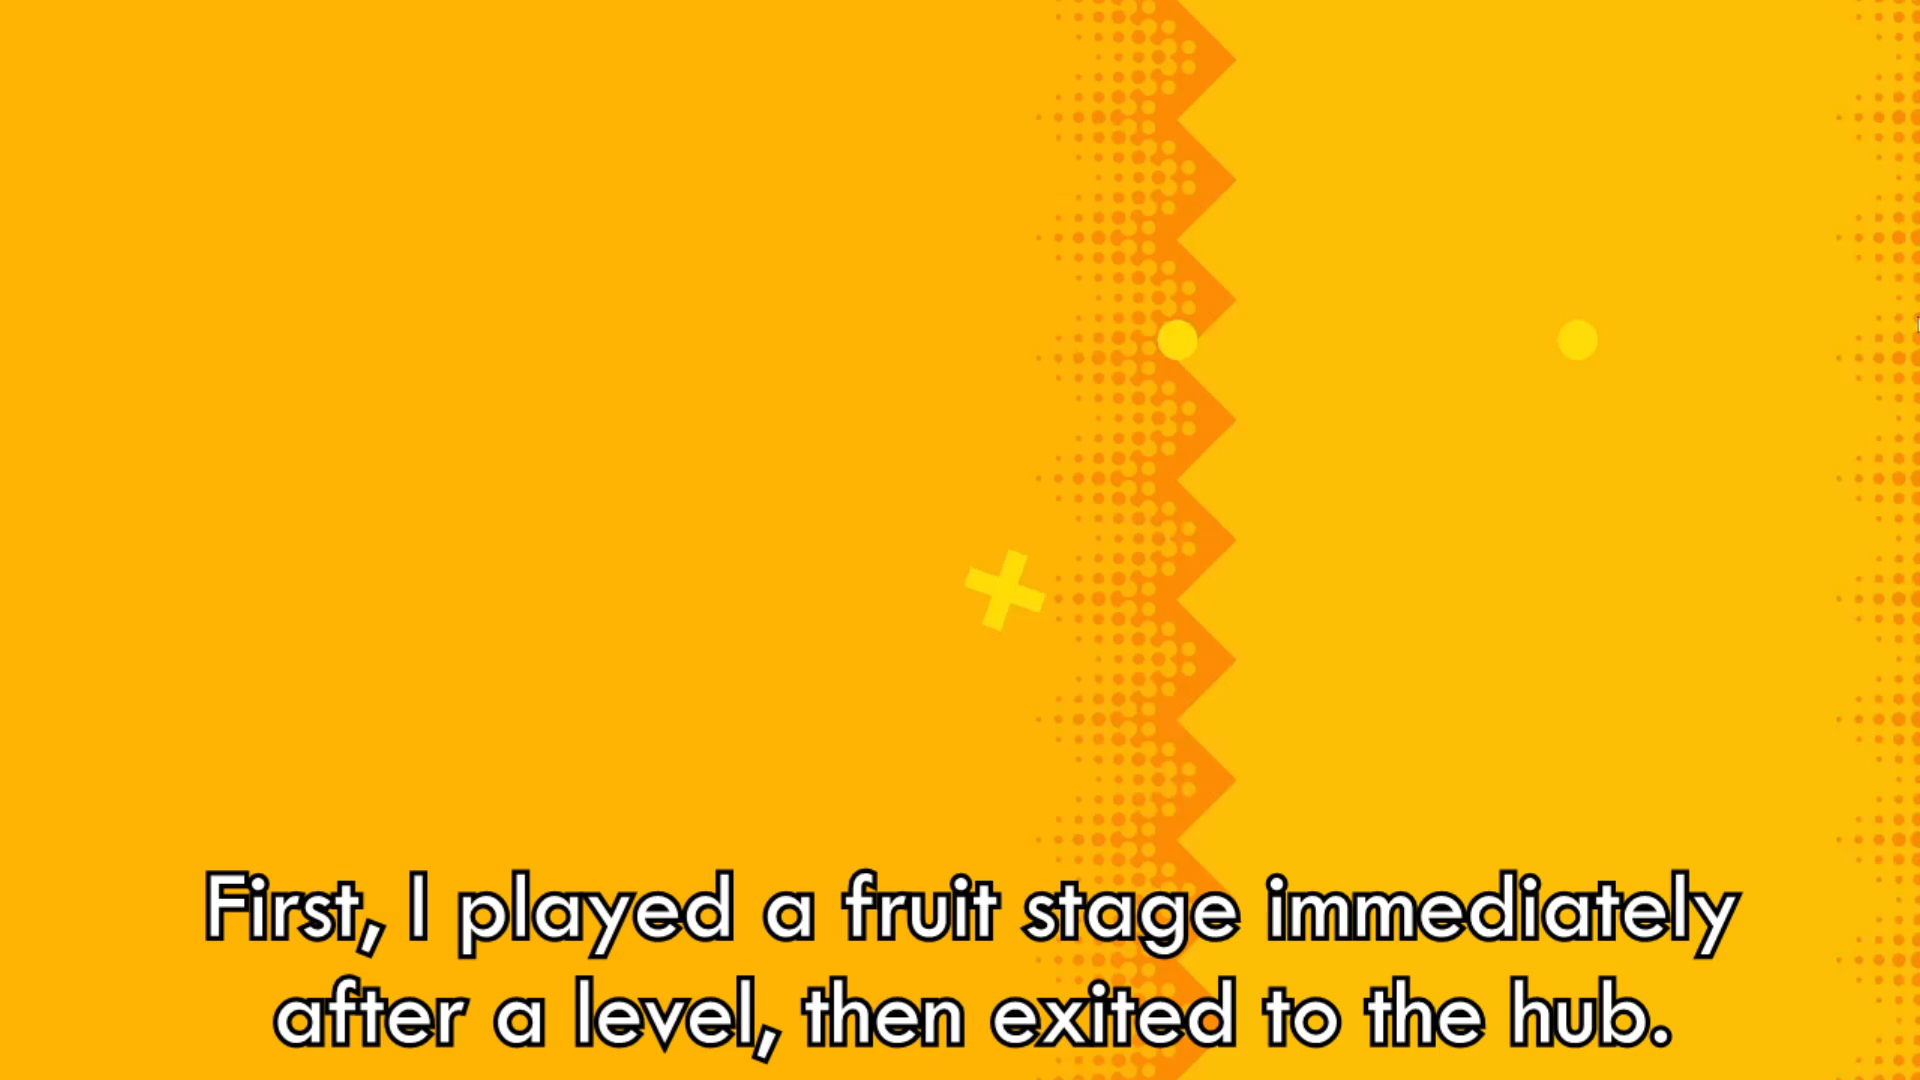 First, I played a fruit stage immediately
after a level, then exited to the hub.